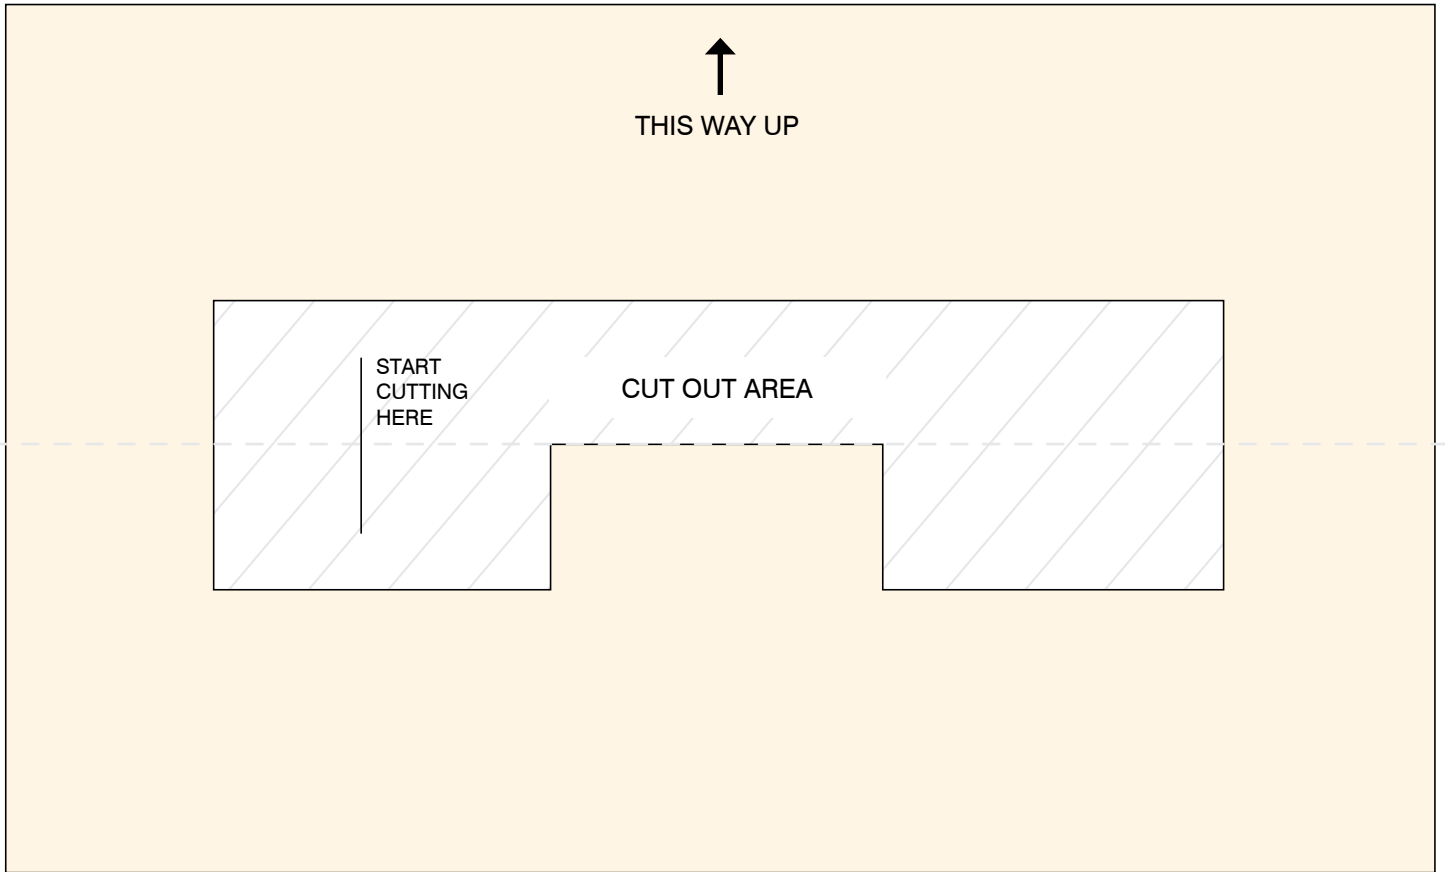 THIS WAY UP
START
CUTTING
HERE
CUT OUT AREA